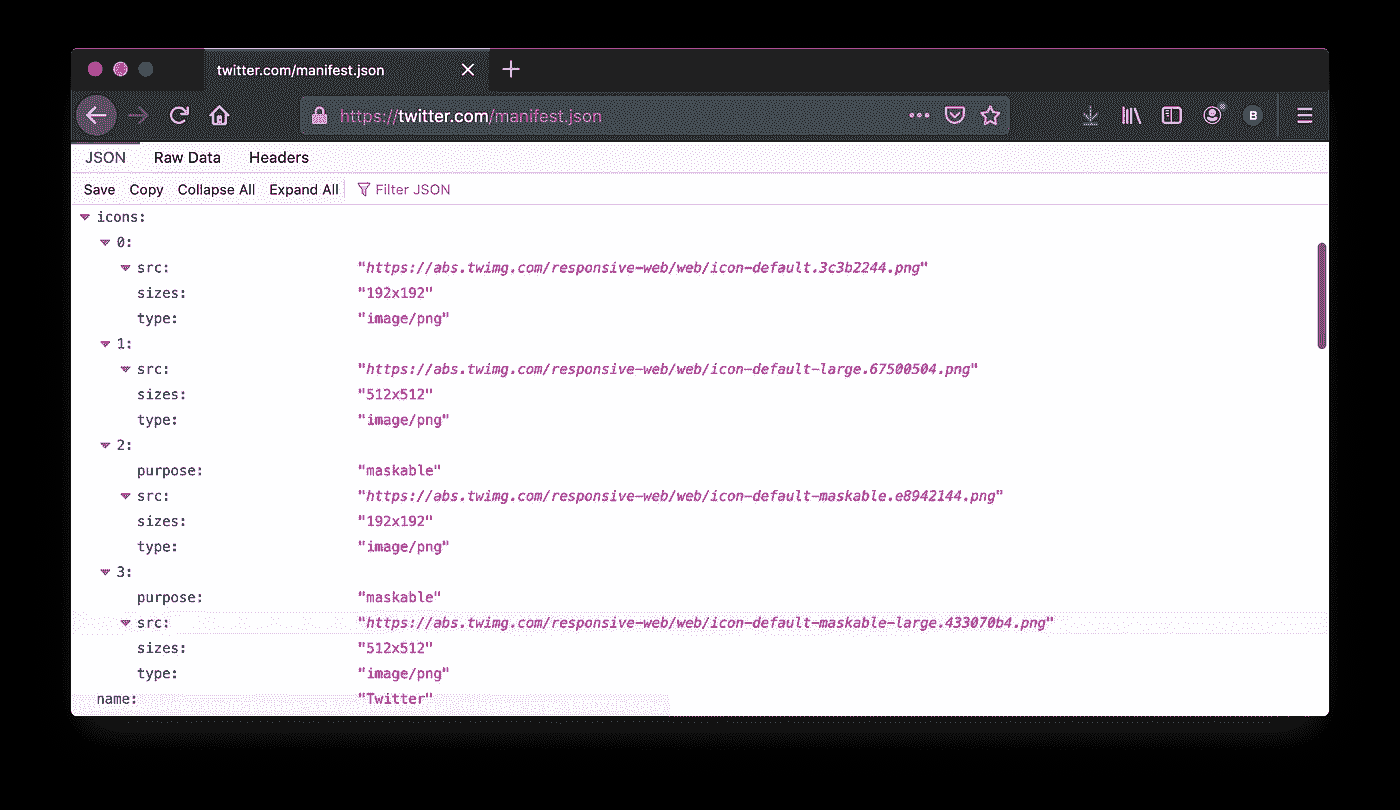 twitter.com/manifest.json
https://twitter.com/manifest.json
B
JSON Raw Data Headers
Save Copy Collapse All Expand All Filter JSON
icons:
0:
src: "https://abs.twimg.com/responsive-web/web/icon-default.3c3b2244.png"
sizes: "192x192"
type: "image/png"
1:
src: "https://abs.twimg.com/responsive-web/web/icon-default-large.67500504.png"
sizes: "512x512"
type: "image/png"
2:
purpose: "maskable"
src: "https://abs.twimg.com/responsive-web/web/icon-default-maskable.e8942144.png"
sizes: "192x192"
type: "image/png"
3:
purpose: "maskable"
src: "https://abs.twimg.com/responsive-web/web/icon-default-maskable-large.433070b4.png"
sizes: "512x512"
type: "image/png"
name: "Twitter"